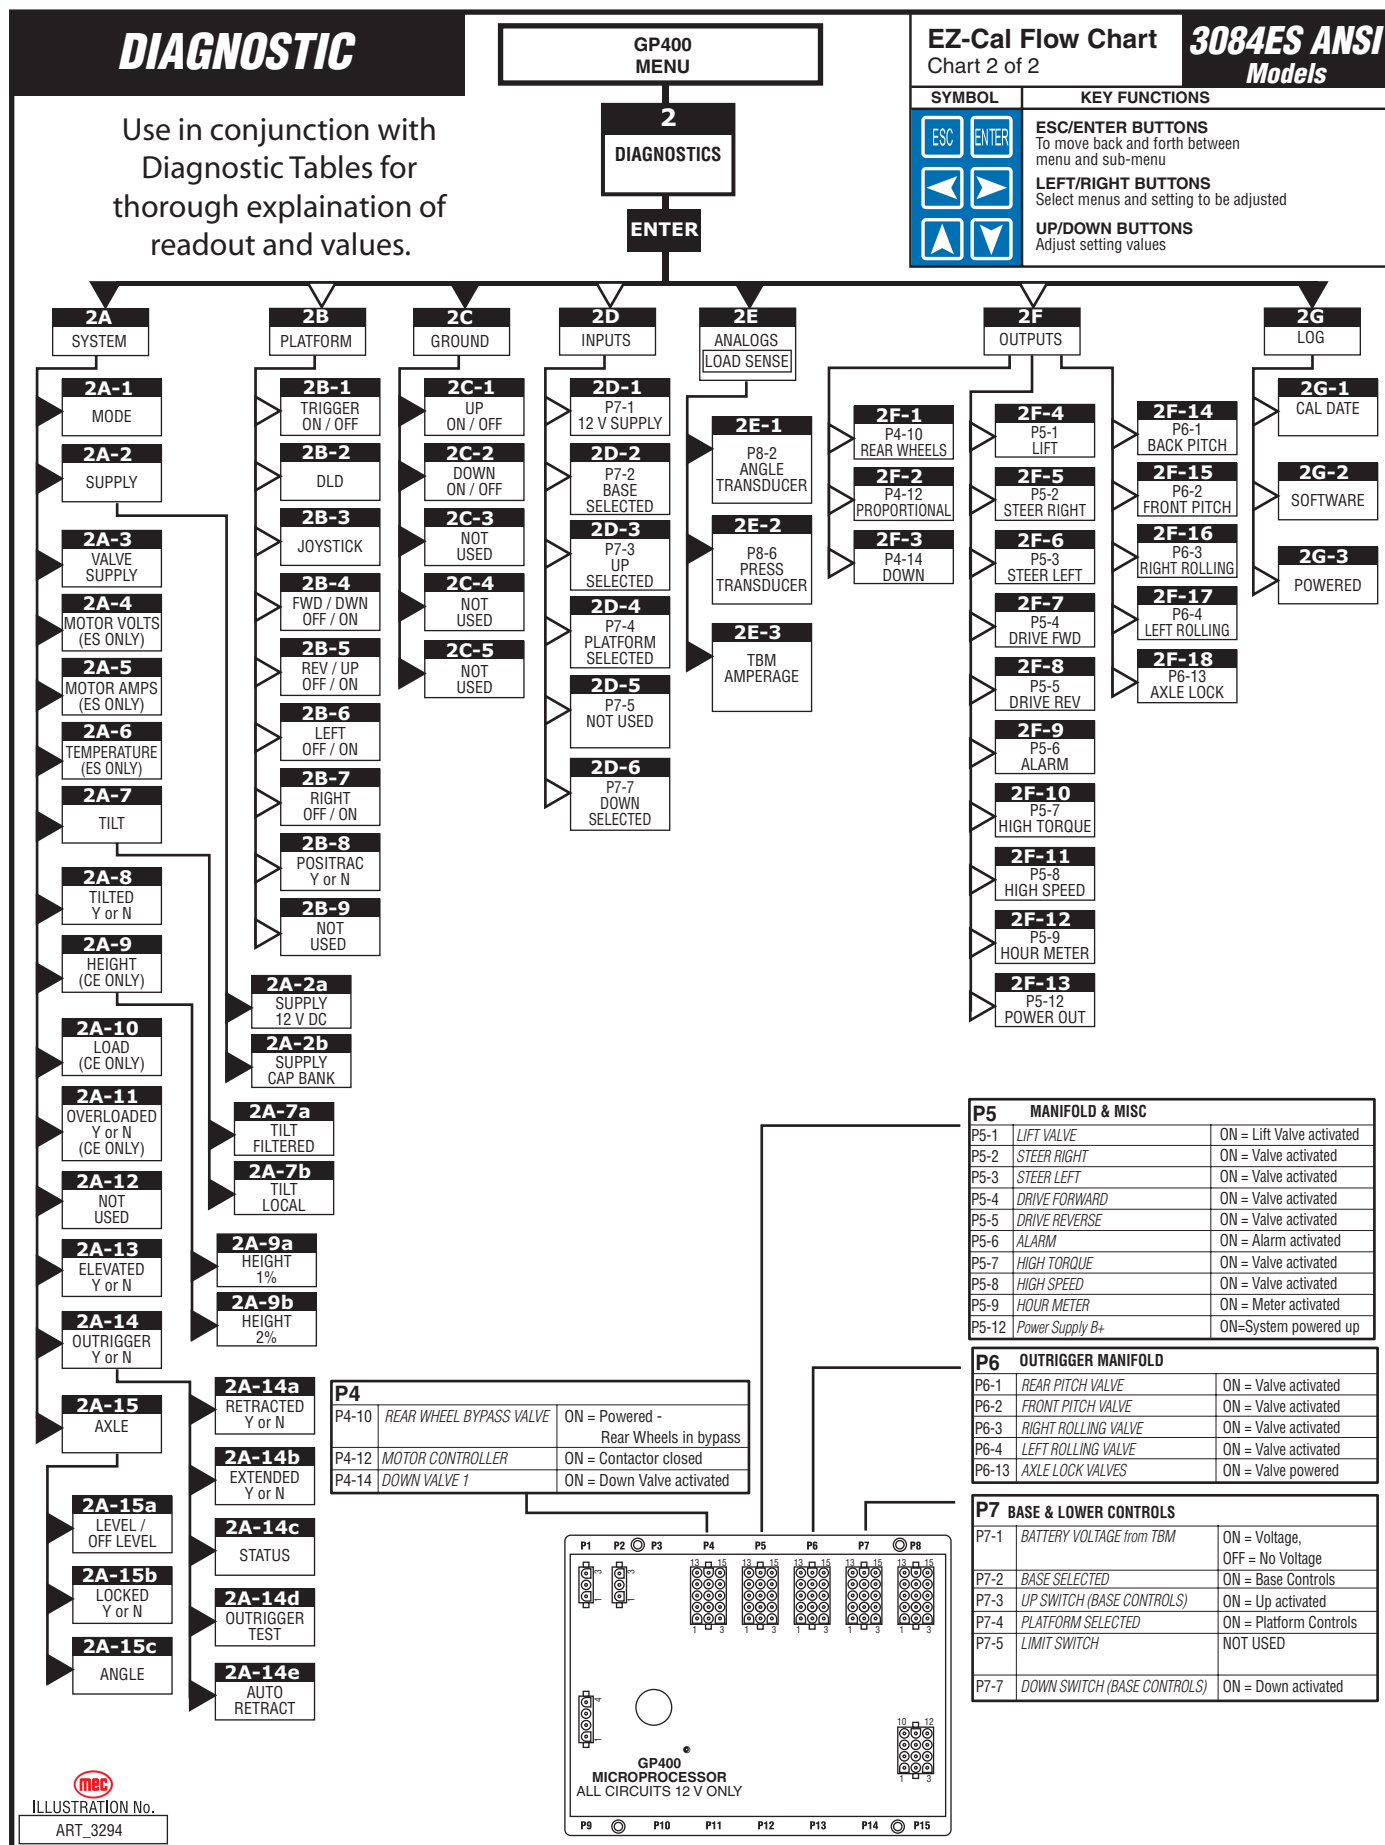 DIAGNOSTIC
Use in conjunction with
Diagnostic Tables for
thorough explaination of
readout and values.
GP400
MENU
2
DIAGNOSTICS
ENTER
EZ-Cal Flow Chart
Chart 2 of 2
3084ES ANSI
Models
SYMBOL
KEY FUNCTIONS
ESC
ENTER
ESC/ENTER BUTTONS
To move back and forth between
menu and sub-menu
LEFT/RIGHT BUTTONS
Select menus and setting to be adjusted
UP/DOWN BUTTONS
Adjust setting values
2A
SYSTEM
2A-1
MODE
2A-2
SUPPLY
2A-3
VALVE
SUPPLY
2A-4
MOTOR VOLTS
(ES ONLY)
2A-5
MOTOR AMPS
(ES ONLY)
2A-6
TEMPERATURE
(ES ONLY)
2A-7
TILT
2A-8
TILTED
Y or N
2A-9
HEIGHT
(CE ONLY)
2A-10
LOAD
(CE ONLY)
2A-11
OVERLOADED
Y or N
(CE ONLY)
2A-12
NOT
USED
2A-13
ELEVATED
Y or N
2A-14
OUTRIGGER
Y or N
2A-15
AXLE
2A-15a
LEVEL /
OFF LEVEL
2A-15b
LOCKED
Y or N
2A-15c
ANGLE
2A-2a
SUPPLY
12 V DC
2A-2b
SUPPLY
CAP BANK
2A-7a
TILT
FILTERED
2A-7b
TILT
LOCAL
2A-9a
HEIGHT
1%
2A-9b
HEIGHT
2%
2A-14a
RETRACTED
Y or N
2A-14b
EXTENDED
Y or N
2A-14c
STATUS
2A-14d
OUTRIGGER
TEST
2A-14e
AUTO
RETRACT
2B
PLATFORM
2B-1
TRIGGER
ON / OFF
2B-2
DLD
2B-3
JOYSTICK
2B-4
FWD / DWN
OFF / ON
2B-5
REV / UP
OFF / ON
2B-6
LEFT
OFF / ON
2B-7
RIGHT
OFF / ON
2B-8
POSITRAC
Y or N
2B-9
NOT
USED
2C
GROUND
2C-1
UP
ON / OFF
2C-2
DOWN
ON / OFF
2C-3
NOT
USED
2C-4
NOT
USED
2C-5
NOT
USED
2D
INPUTS
2D-1
P7-1
12 V SUPPLY
2D-2
P7-2
BASE
SELECTED
2D-3
P7-3
UP
SELECTED
2D-4
P7-4
PLATFORM
SELECTED
2D-5
P7-5
NOT USED
2D-6
P7-7
DOWN
SELECTED
2E
ANALOGS
LOAD SENSE
2E-1
P8-2
ANGLE
TRANSDUCER
2E-2
P8-6
PRESS
TRANSDUCER
2E-3
TBM
AMPERAGE
2F
OUTPUTS
2F-1
P4-10
REAR WHEELS
2F-2
P4-12
PROPORTIONAL
2F-3
P4-14
DOWN
2F-4
P5-1
LIFT
2F-5
P5-2
STEER RIGHT
2F-6
P5-3
STEER LEFT
2F-7
P5-4
DRIVE FWD
2F-8
P5-5
DRIVE REV
2F-9
P5-6
ALARM
2F-10
P5-7
HIGH TORQUE
2F-11
P5-8
HIGH SPEED
2F-12
P5-9
HOUR METER
2F-13
P5-12
POWER OUT
2F-14
P6-1
BACK PITCH
2F-15
P6-2
FRONT PITCH
2F-16
P6-3
RIGHT ROLLING
2F-17
P6-4
LEFT ROLLING
2F-18
P6-13
AXLE LOCK
2G
LOG
2G-1
CAL DATE
2G-2
SOFTWARE
2G-3
POWERED
P5 MANIFOLD & MISC
P5-1 LIFT VALVE ON = Lift Valve activated
P5-2 STEER RIGHT ON = Valve activated
P5-3 STEER LEFT ON = Valve activated
P5-4 DRIVE FORWARD ON = Valve activated
P5-5 DRIVE REVERSE ON = Valve activated
P5-6 ALARM ON = Alarm activated
P5-7 HIGH TORQUE ON = Valve activated
P5-8 HIGH SPEED ON = Valve activated
P5-9 HOUR METER ON = Meter activated
P5-12 Power Supply B+ ON=System powered up
P6 OUTRIGGER MANIFOLD
P6-1 REAR PITCH VALVE ON = Valve activated
P6-2 FRONT PITCH VALVE ON = Valve activated
P6-3 RIGHT ROLLING VALVE ON = Valve activated
P6-4 LEFT ROLLING VALVE ON = Valve activated
P6-13 AXLE LOCK VALVES ON = Valve powered
P4
P4-10 REAR WHEEL BYPASS VALVE ON = Powered -
Rear Wheels in bypass
P4-12 MOTOR CONTROLLER ON = Contactor closed
P4-14 DOWN VALVE 1 ON = Down Valve activated
P7 BASE & LOWER CONTROLS
P7-1 BATTERY VOLTAGE from TBM ON = Voltage,
OFF = No Voltage
P7-2 BASE SELECTED ON = Base Controls
P7-3 UP SWITCH (BASE CONTROLS) ON = Up activated
P7-4 PLATFORM SELECTED ON = Platform Controls
P7-5 LIMIT SWITCH NOT USED
P7-7 DOWN SWITCH (BASE CONTROLS) ON = Down activated
P1 P2 P3 P4 P5 P6 P7 P8
3 3 13 15 13 15 13 15 13 15 13 15
1 1 1 3 1 3 1 3 1 3 1 3
4
1
10 12
1 3
GP400
MICROPROCESSOR
ALL CIRCUITS 12 V ONLY
P9 P10 P11 P12 P13 P14 P15
mec
ILLUSTRATION No.
ART_3294